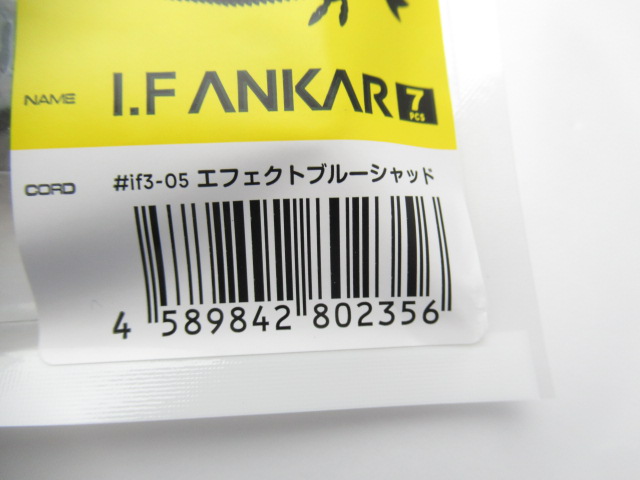 NAME I.F ANKAR 7 PCS
CORD #if3-05 エフェクトブルーシャッド
4 589842 802356